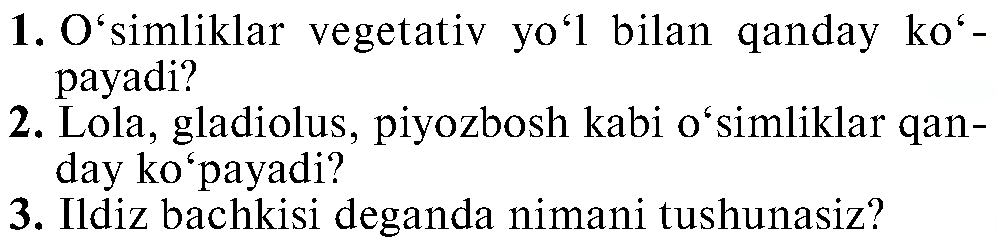 1. O‘simliklar vegetativ yo‘l bilan qanday ko‘-
payadi?
2. Lola, gladiolus, piyozbosh kabi o‘simliklar qan-
day ko‘payadi?
3. Ildiz bachkisi deganda nimani tushunasiz?